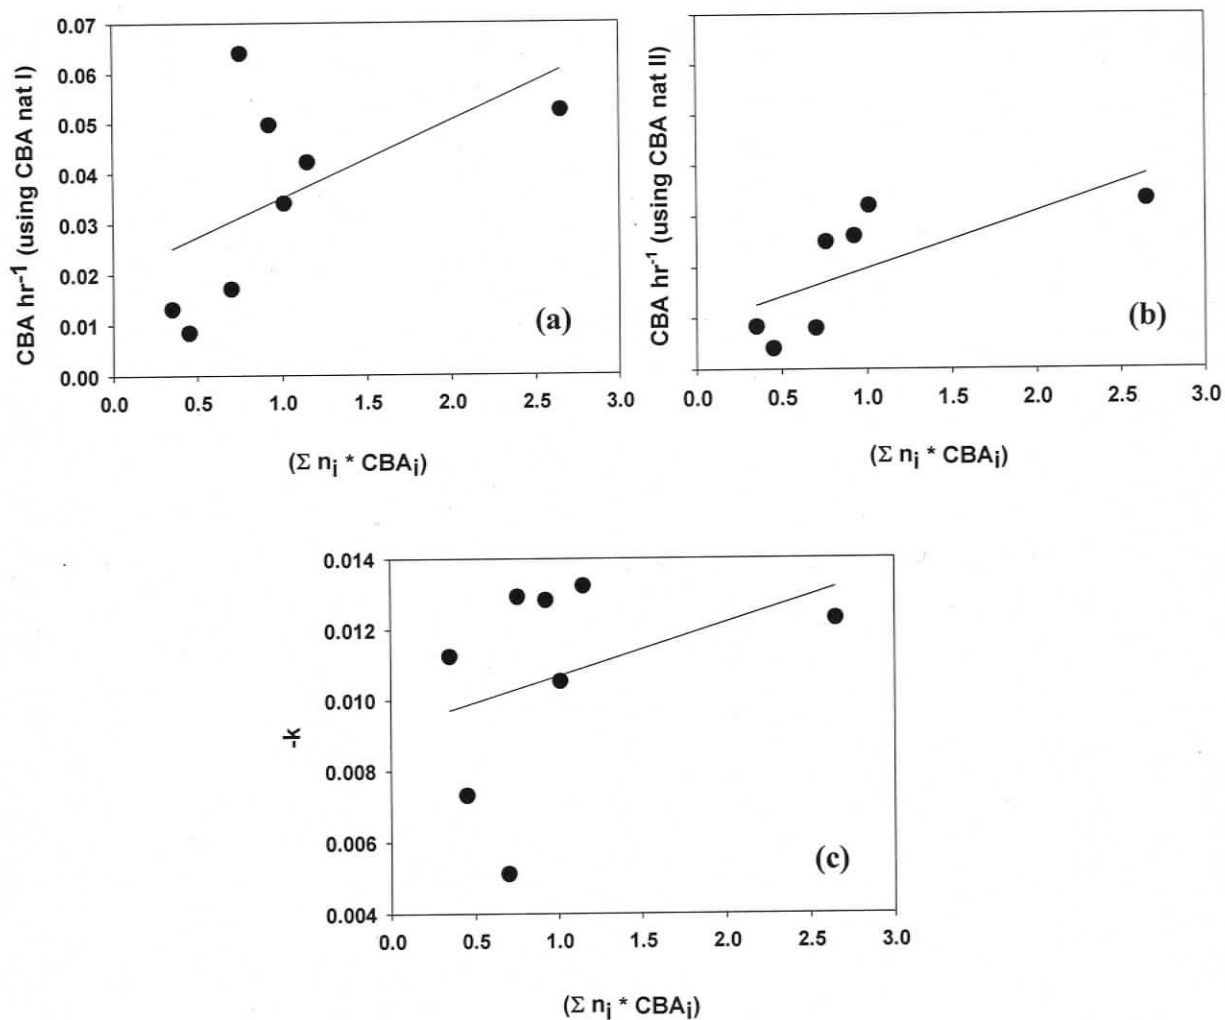 CBA hr-1 (using CBA nat I)
0.07
0.06
0.05
0.04
0.03
0.02
0.01
0.00
(a)
0.0 0.5 1.0 1.5 2.0 2.5 3.0
(Σ ni * CBAi)
CBA hr-1 (using CBA nat II)
(b)
0.0 0.5 1.0 1.5 2.0 2.5 3.0
(Σ ni * CBAi)
-k
0.014
0.012
0.010
0.008
0.006
0.004
(c)
0.0 0.5 1.0 1.5 2.0 2.5 3.0
(Σ ni * CBAi)